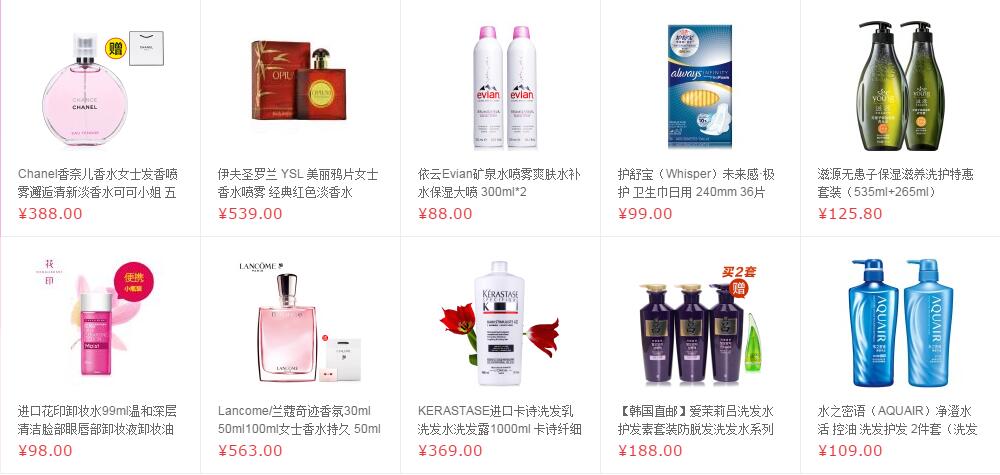 赠
CHANEL
CHANCE
CHANEL
EAU TENDRE
Chanel香奈儿香水女士发香喷
雾邂逅清新淡香水可可小姐 五
¥388.00
OPIUM
伊夫圣罗兰 YSL 美丽鸦片女士
香水喷雾 经典红色淡香水
¥539.00
evian
evian
依云Evian矿泉水喷雾爽肤水补
水保湿大喷 300ml*2
¥88.00
护舒宝
always INFINITY
护舒宝（Whisper）未来感·极
护 卫生巾日用 240mm 36片
¥99.00
滋源无患子保湿滋养洗护特惠
套装（535ml+265ml）
¥125.80
花
印
便携
小瓶装
Moist
进口花印卸妆水99ml温和深层
清洁脸部眼唇部卸妆液卸妆油
¥98.00
LANCÔME
PARIS
LANCOME
Lancome/兰蔻奇迹香氛30ml
50ml100ml女士香水持久 50ml
¥563.00
KÉRASTASE
KERASTASE进口卡诗洗发乳
洗发水洗发露1000ml 卡诗纤细
¥369.00
买2套
赠
【韩国直邮】爱茉莉吕洗发水
护发素套装防脱发洗发水系列
¥188.00
AQUAIR
AQUAIR
水之密语（AQUAIR）净澄水
活 控油 洗发护发 2件套（洗发
¥109.00